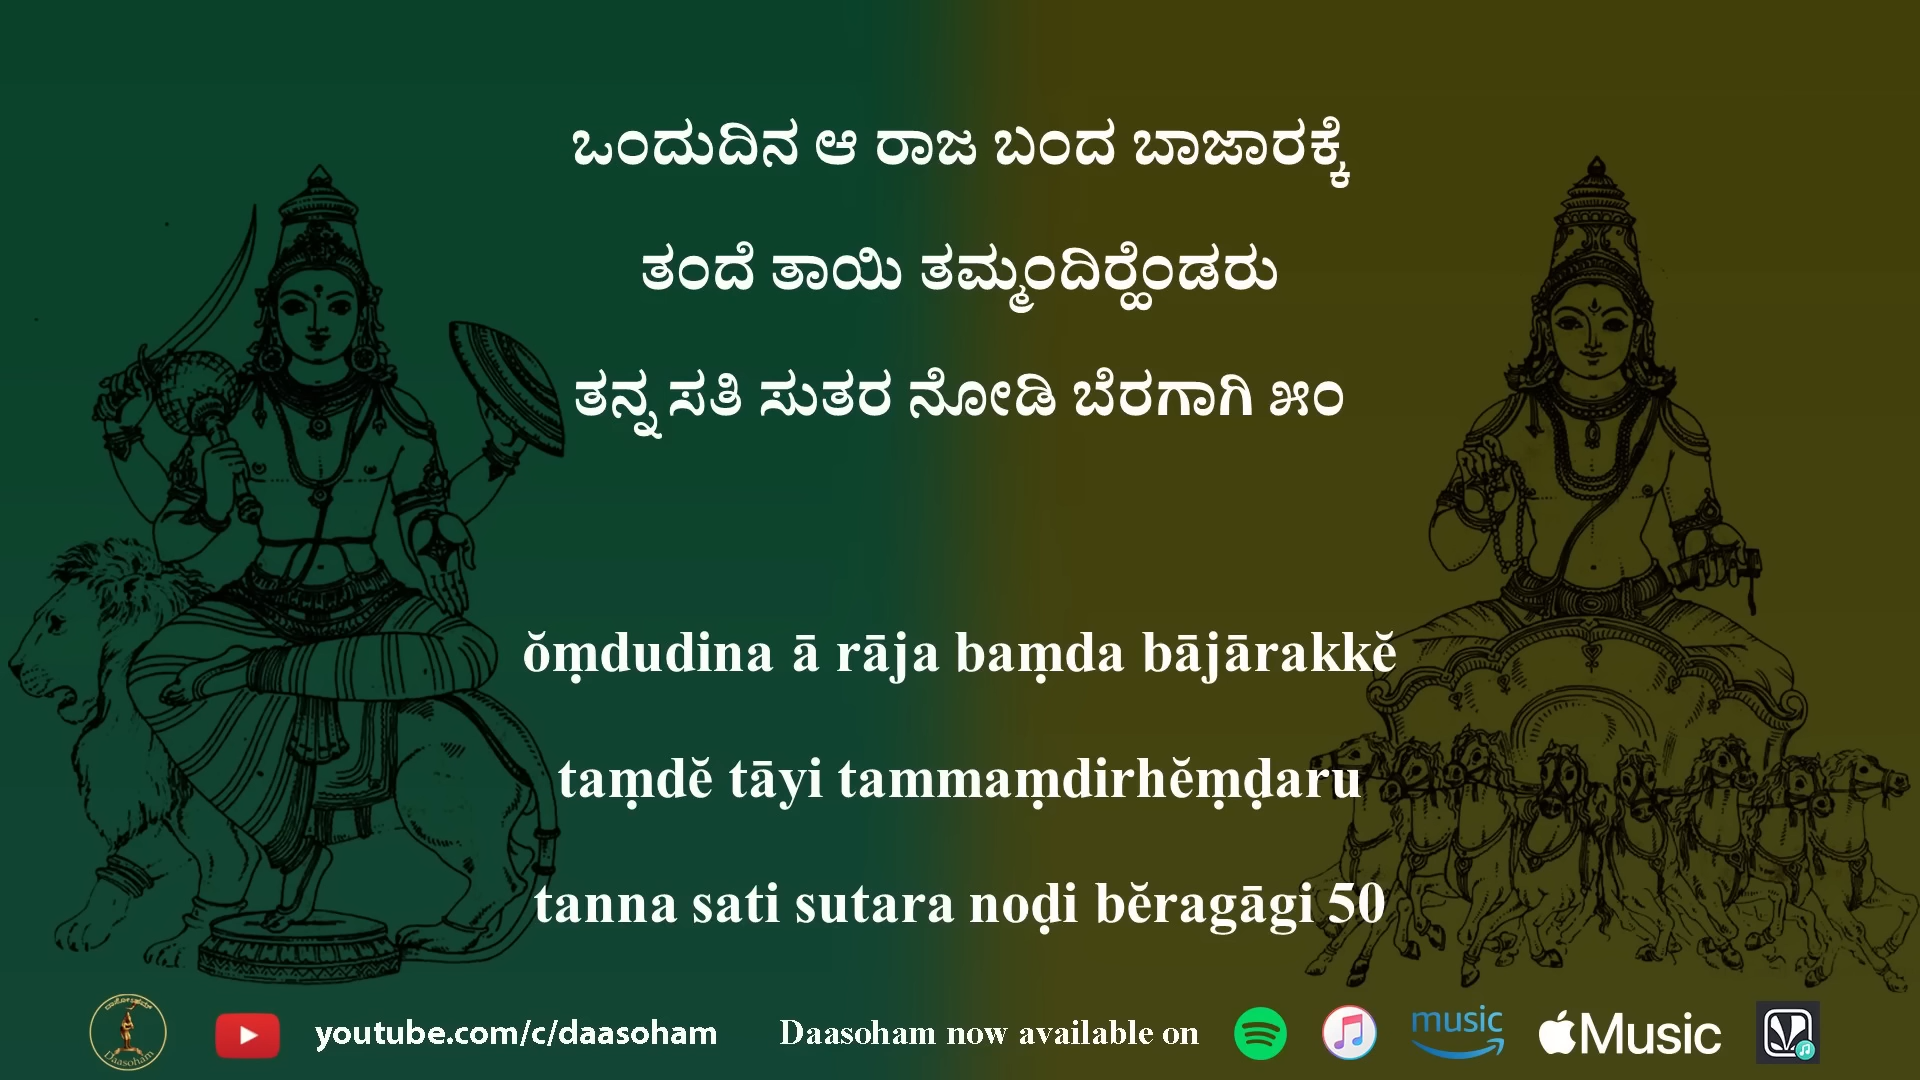 ಒಂದುದಿನ ಆ ರಾಜ ಬಂದ ಬಾಜಾರಕ್ಕೆ
ತಂದೆ ತಾಯಿ ತಮ್ಮಂದಿರ್‍ಹೆಂಡರು
ತನ್ನ ಸತಿ ಸುತರ ನೋಡಿ ಬೆರಗಾಗಿ ೫೦
ŏṃdudina ā rāja baṃda bājārakkĕ
taṃdĕ tāyi tammaṃdirhĕṃḍaru
tanna sati sutara noḍi bĕragāgi 50
youtube.com/c/daasoham Daasoham now available on music Music
Daasoham